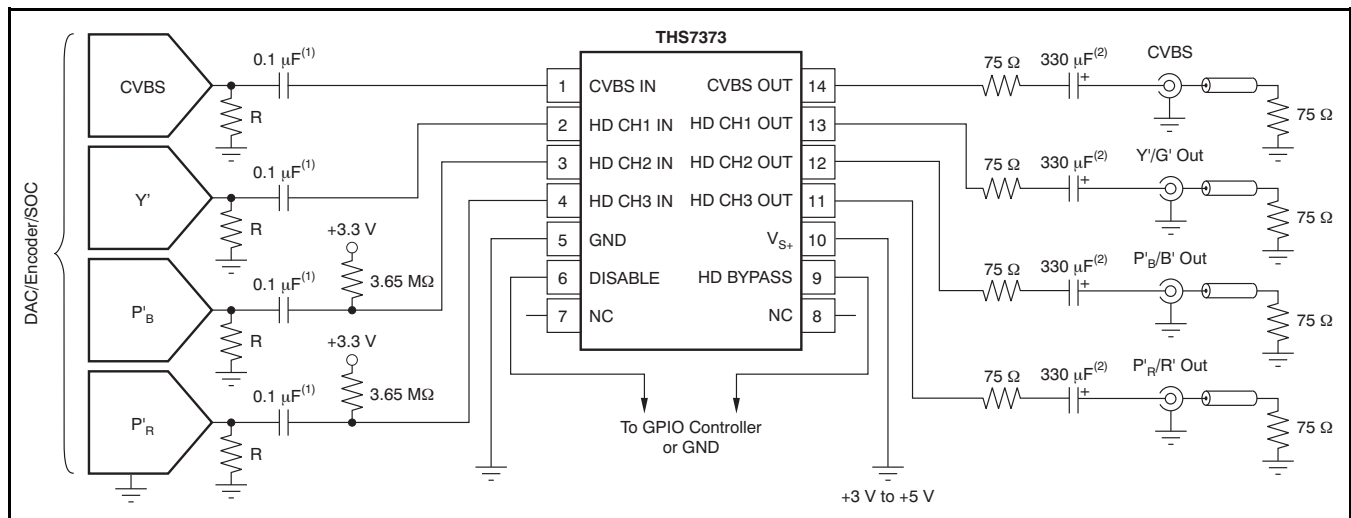 THS7373
DAC/Encoder/SOC
CVBS
Y'
P'B
P'R
0.1 μF(1)
0.1 μF(1)
0.1 μF(1)
0.1 μF(1)
R
R
R
R
+3.3 V
3.65 MΩ
+3.3 V
3.65 MΩ
1 CVBS IN
2 HD CH1 IN
3 HD CH2 IN
4 HD CH3 IN
5 GND
6 DISABLE
7 NC
CVBS OUT 14
HD CH1 OUT 13
HD CH2 OUT 12
HD CH3 OUT 11
VS+ 10
HD BYPASS 9
NC 8
To GPIO Controller
or GND
+3 V to +5 V
75 Ω 330 μF(2) + CVBS
75 Ω
75 Ω 330 μF(2) + Y'/G' Out
75 Ω
75 Ω 330 μF(2) + P'B/B' Out
75 Ω
75 Ω 330 μF(2) + P'R/R' Out
75 Ω